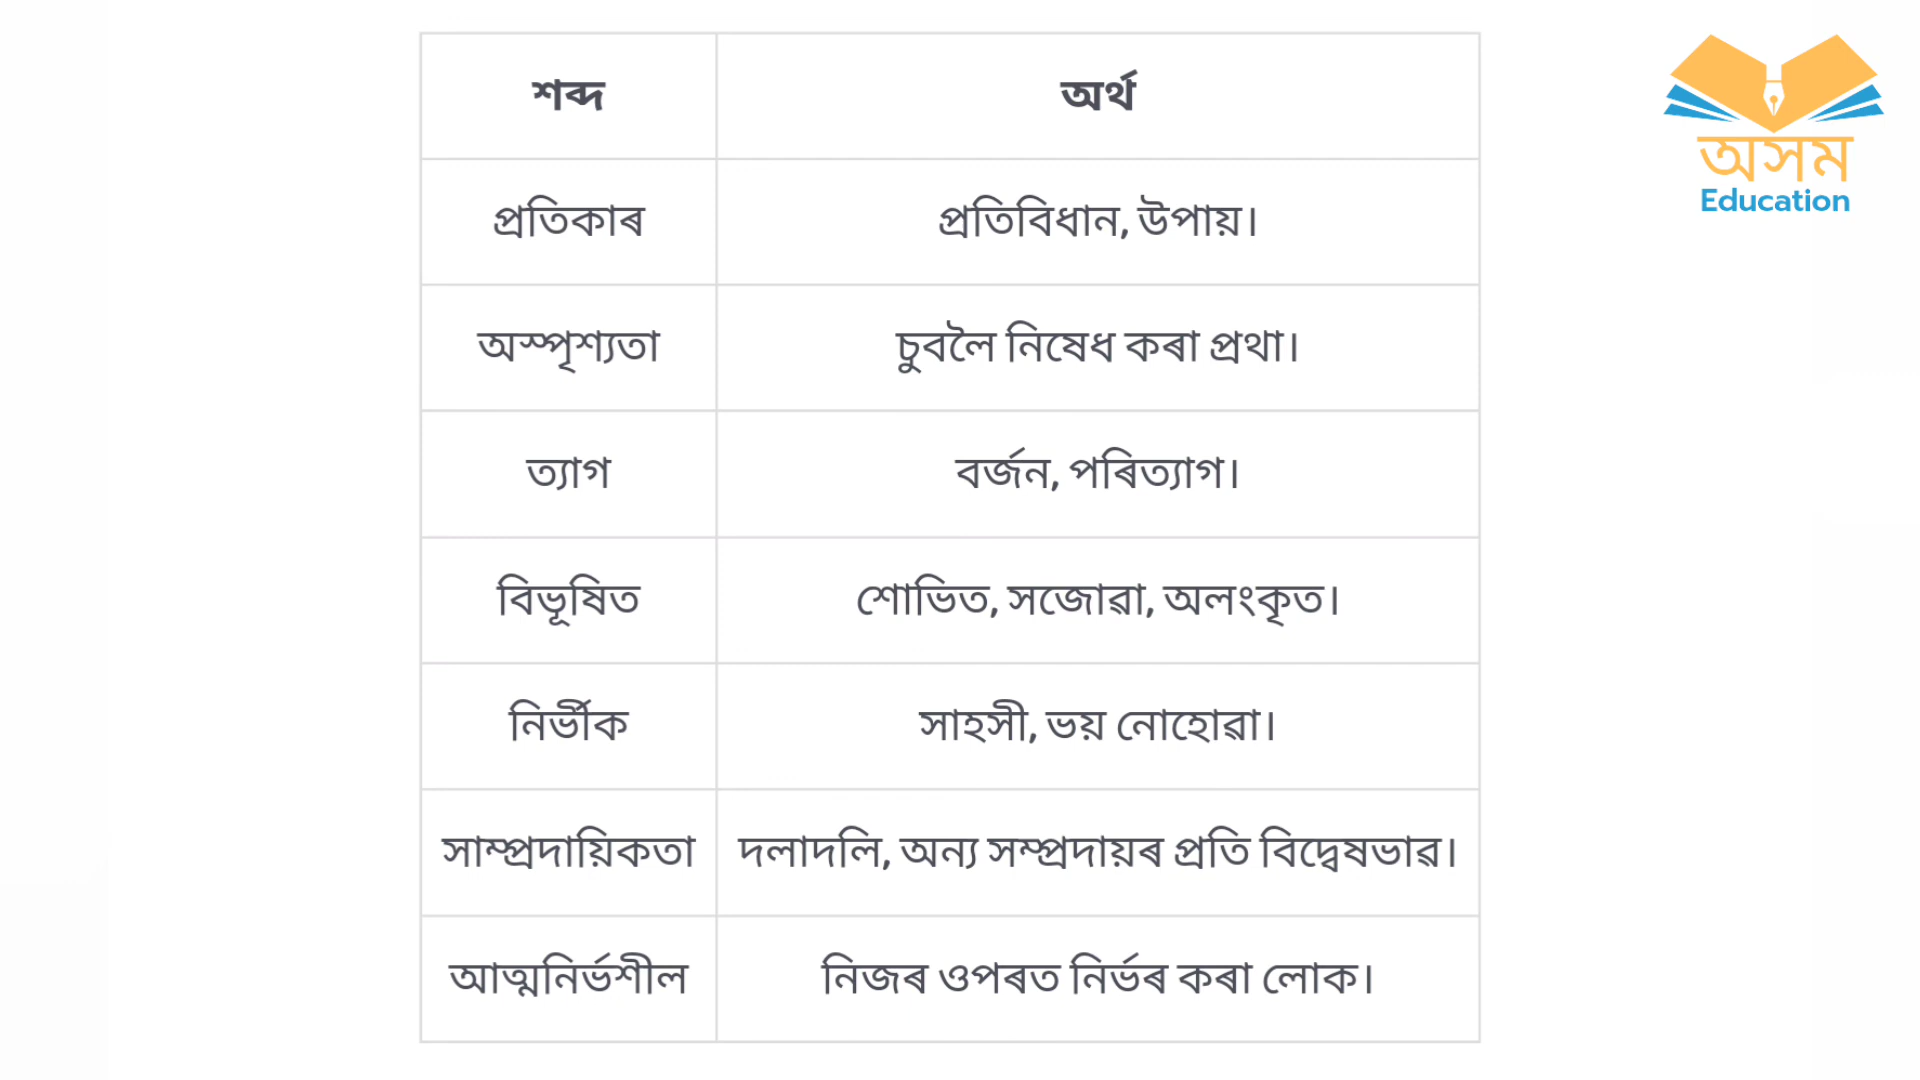 শব্দ অৰ্থ
প্ৰতিকাৰ প্ৰতিবিধান, উপায়।
অস্পৃশ্যতা চুবলৈ নিষেধ কৰা প্ৰথা।
ত্যাগ বৰ্জন, পৰিত্যাগ।
বিভূষিত শোভিত, সজোৱা, অলংকৃত।
নিৰ্ভীক সাহসী, ভয় নোহোৱা।
সাম্প্ৰদায়িকতা দলাদলি, অন্য সম্প্ৰদায়ৰ প্ৰতি বিদ্বেষভাৱ।
আত্মনিৰ্ভশীল নিজৰ ওপৰত নিৰ্ভৰ কৰা লোক।
অসম
Education